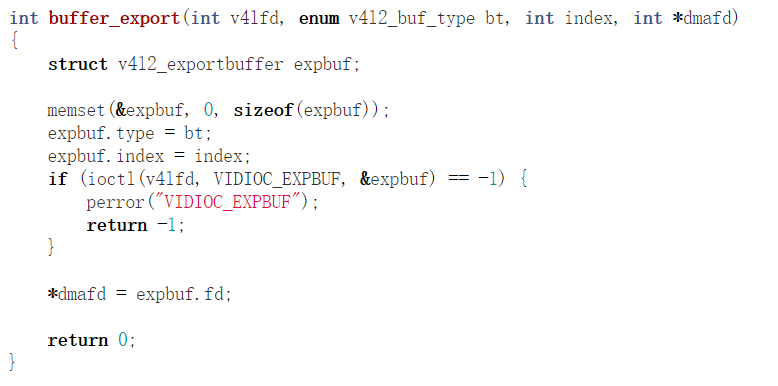 int buffer_export(int v4lfd, enum v4l2_buf_type bt, int index, int *dmafd)
{
    struct v4l2_exportbuffer expbuf;

    memset(&expbuf, 0, sizeof(expbuf));
    expbuf.type = bt;
    expbuf.index = index;
    if (ioctl(v4lfd, VIDIOC_EXPBUF, &expbuf) == -1) {
        perror("VIDIOC_EXPBUF");
        return -1;
    }

    *dmafd = expbuf.fd;

    return 0;
}